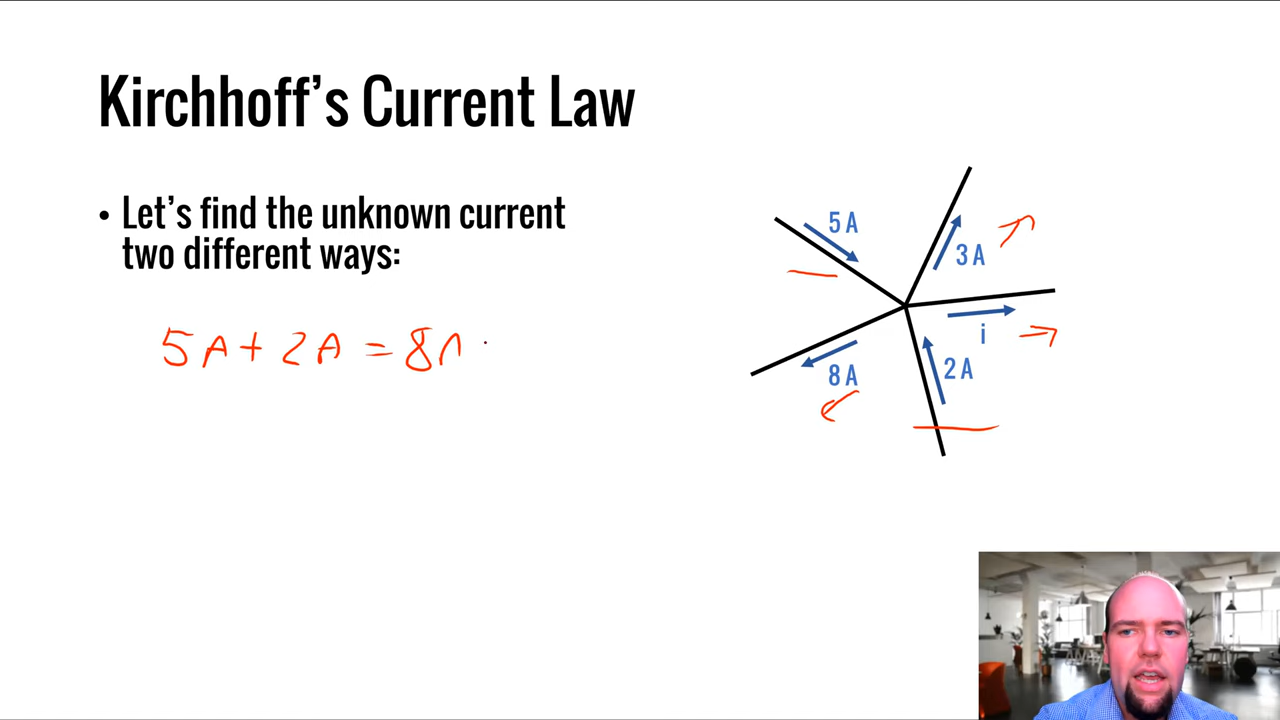 Kirchhoff's Current Law
• Let's find the unknown current
two different ways:
5A + 2A = 8A
5 A
3 A
i
8 A
2 A